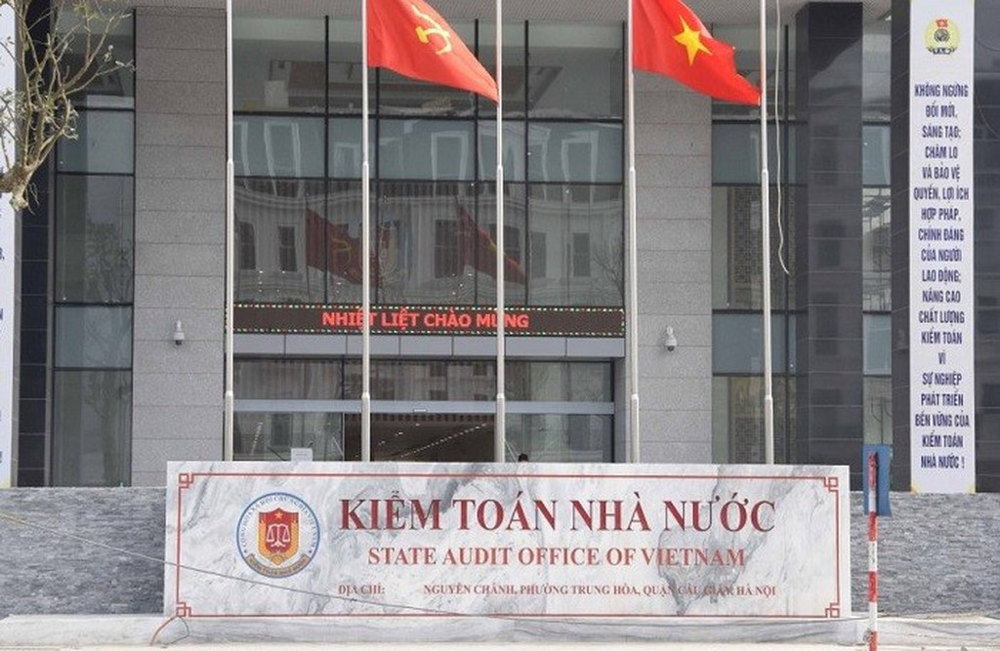 KHÔNG NGỪNG
ĐỔI MỚI,
SÁNG TẠO;
CHĂM LO
VÀ BẢO VỆ
QUYỀN, LỢI ÍCH
HỢP PHÁP,
CHÍNH ĐÁNG
CỦA NGƯỜI
LAO ĐỘNG;
NÂNG CAO
CHẤT LƯỢNG
KIỂM TOÁN
VÌ
SỰ NGHIỆP
PHÁT TRIỂN
BỀN VỮNG CỦA
KIỂM TOÁN
NHÀ NƯỚC !
NHIỆT LIỆT CHÀO MỪNG
KIỂM TOÁN NHÀ NƯỚC
STATE AUDIT OFFICE OF VIETNAM
ĐỊA CHỈ: NGUYỄN CHÁNH, PHƯỜNG TRUNG HÒA, QUẬN CẦU GIẤY, HÀ NỘI